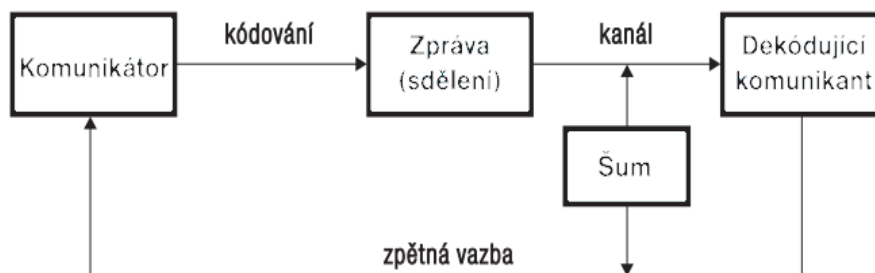 kódování
kanál
Komunikátor
Zpráva
(sdělení)
Dekódující
komunikant
Šum
zpětná vazba